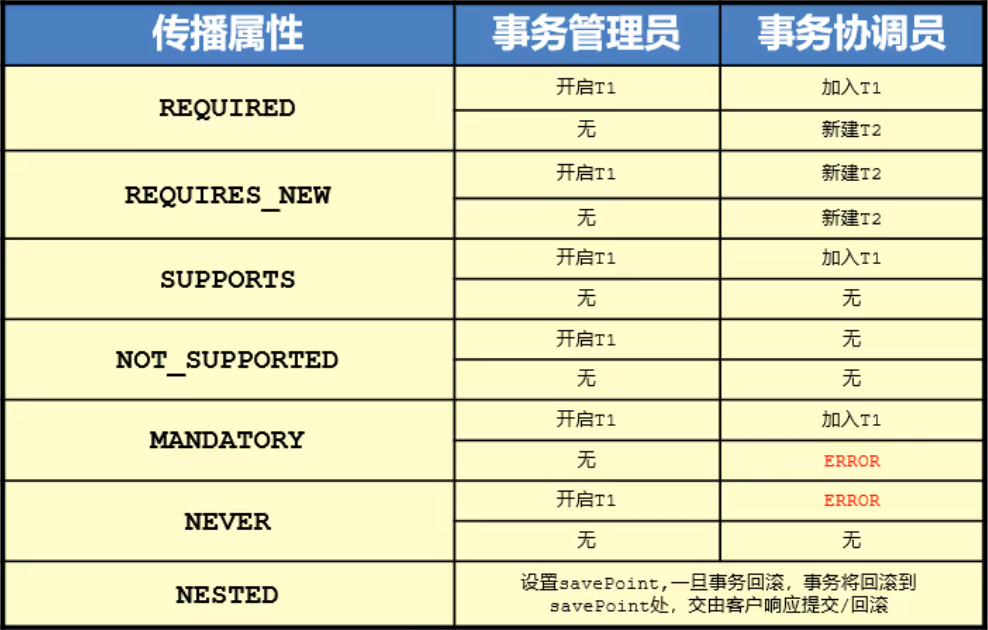 传播属性 事务管理员 事务协调员
REQUIRED
开启T1 加入T1
无 新建T2
REQUIRES_NEW
开启T1 新建T2
无 新建T2
SUPPORTS
开启T1 加入T1
无 无
NOT_SUPPORTED
开启T1 无
无 无
MANDATORY
开启T1 加入T1
无 ERROR
NEVER
开启T1 ERROR
无 无
NESTED
设置savePoint,一旦事务回滚，事务将回滚到
savePoint处，交由客户响应提交/回滚